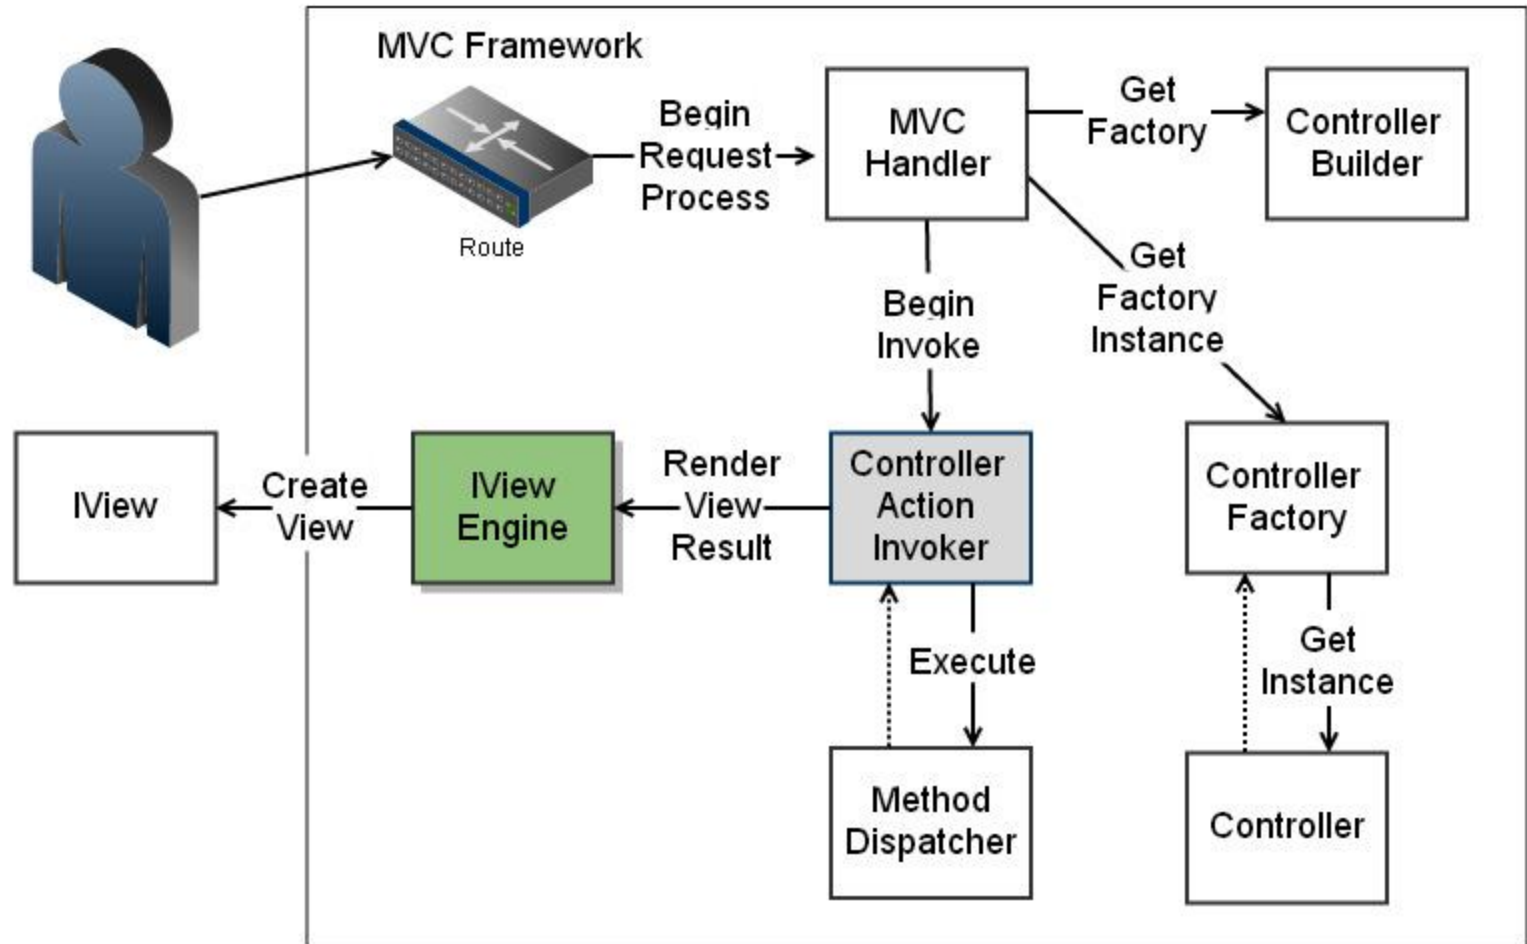 MVC Framework
Route
Begin
Request
Process
MVC
Handler
Get
Factory
Controller
Builder
Get
Factory
Instance
Begin
Invoke
IView
Create
View
IView
Engine
Render
View
Result
Controller
Action
Invoker
Controller
Factory
Execute
Get
Instance
Method
Dispatcher
Controller